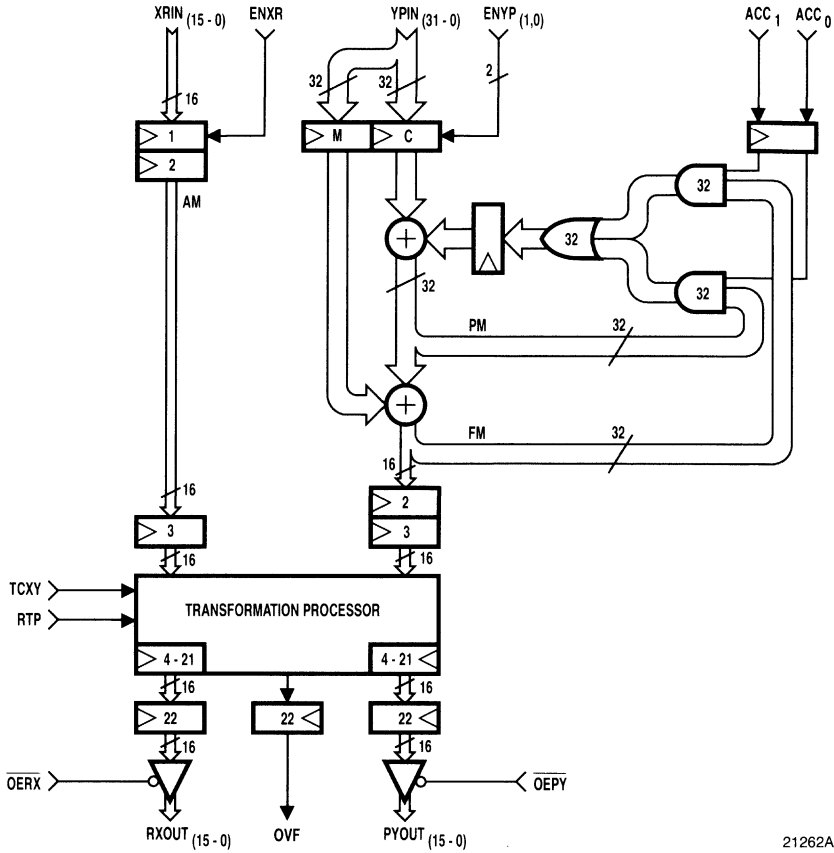 XRIN (15 - 0)
ENXR
YPIN (31 - 0)
ENYP (1,0)
ACC 1
ACC 0
16
32
32
2
1
2
M
C
AM
32
32
32
32
PM
32
FM
32
16
16
2
3
3
16
16
TCXY
RTP
TRANSFORMATION PROCESSOR
4 - 21
4 - 21
16
16
22
22
22
16
16
OERX
OEPY
RXOUT (15 - 0)
OVF
PYOUT (15 - 0)
21262A